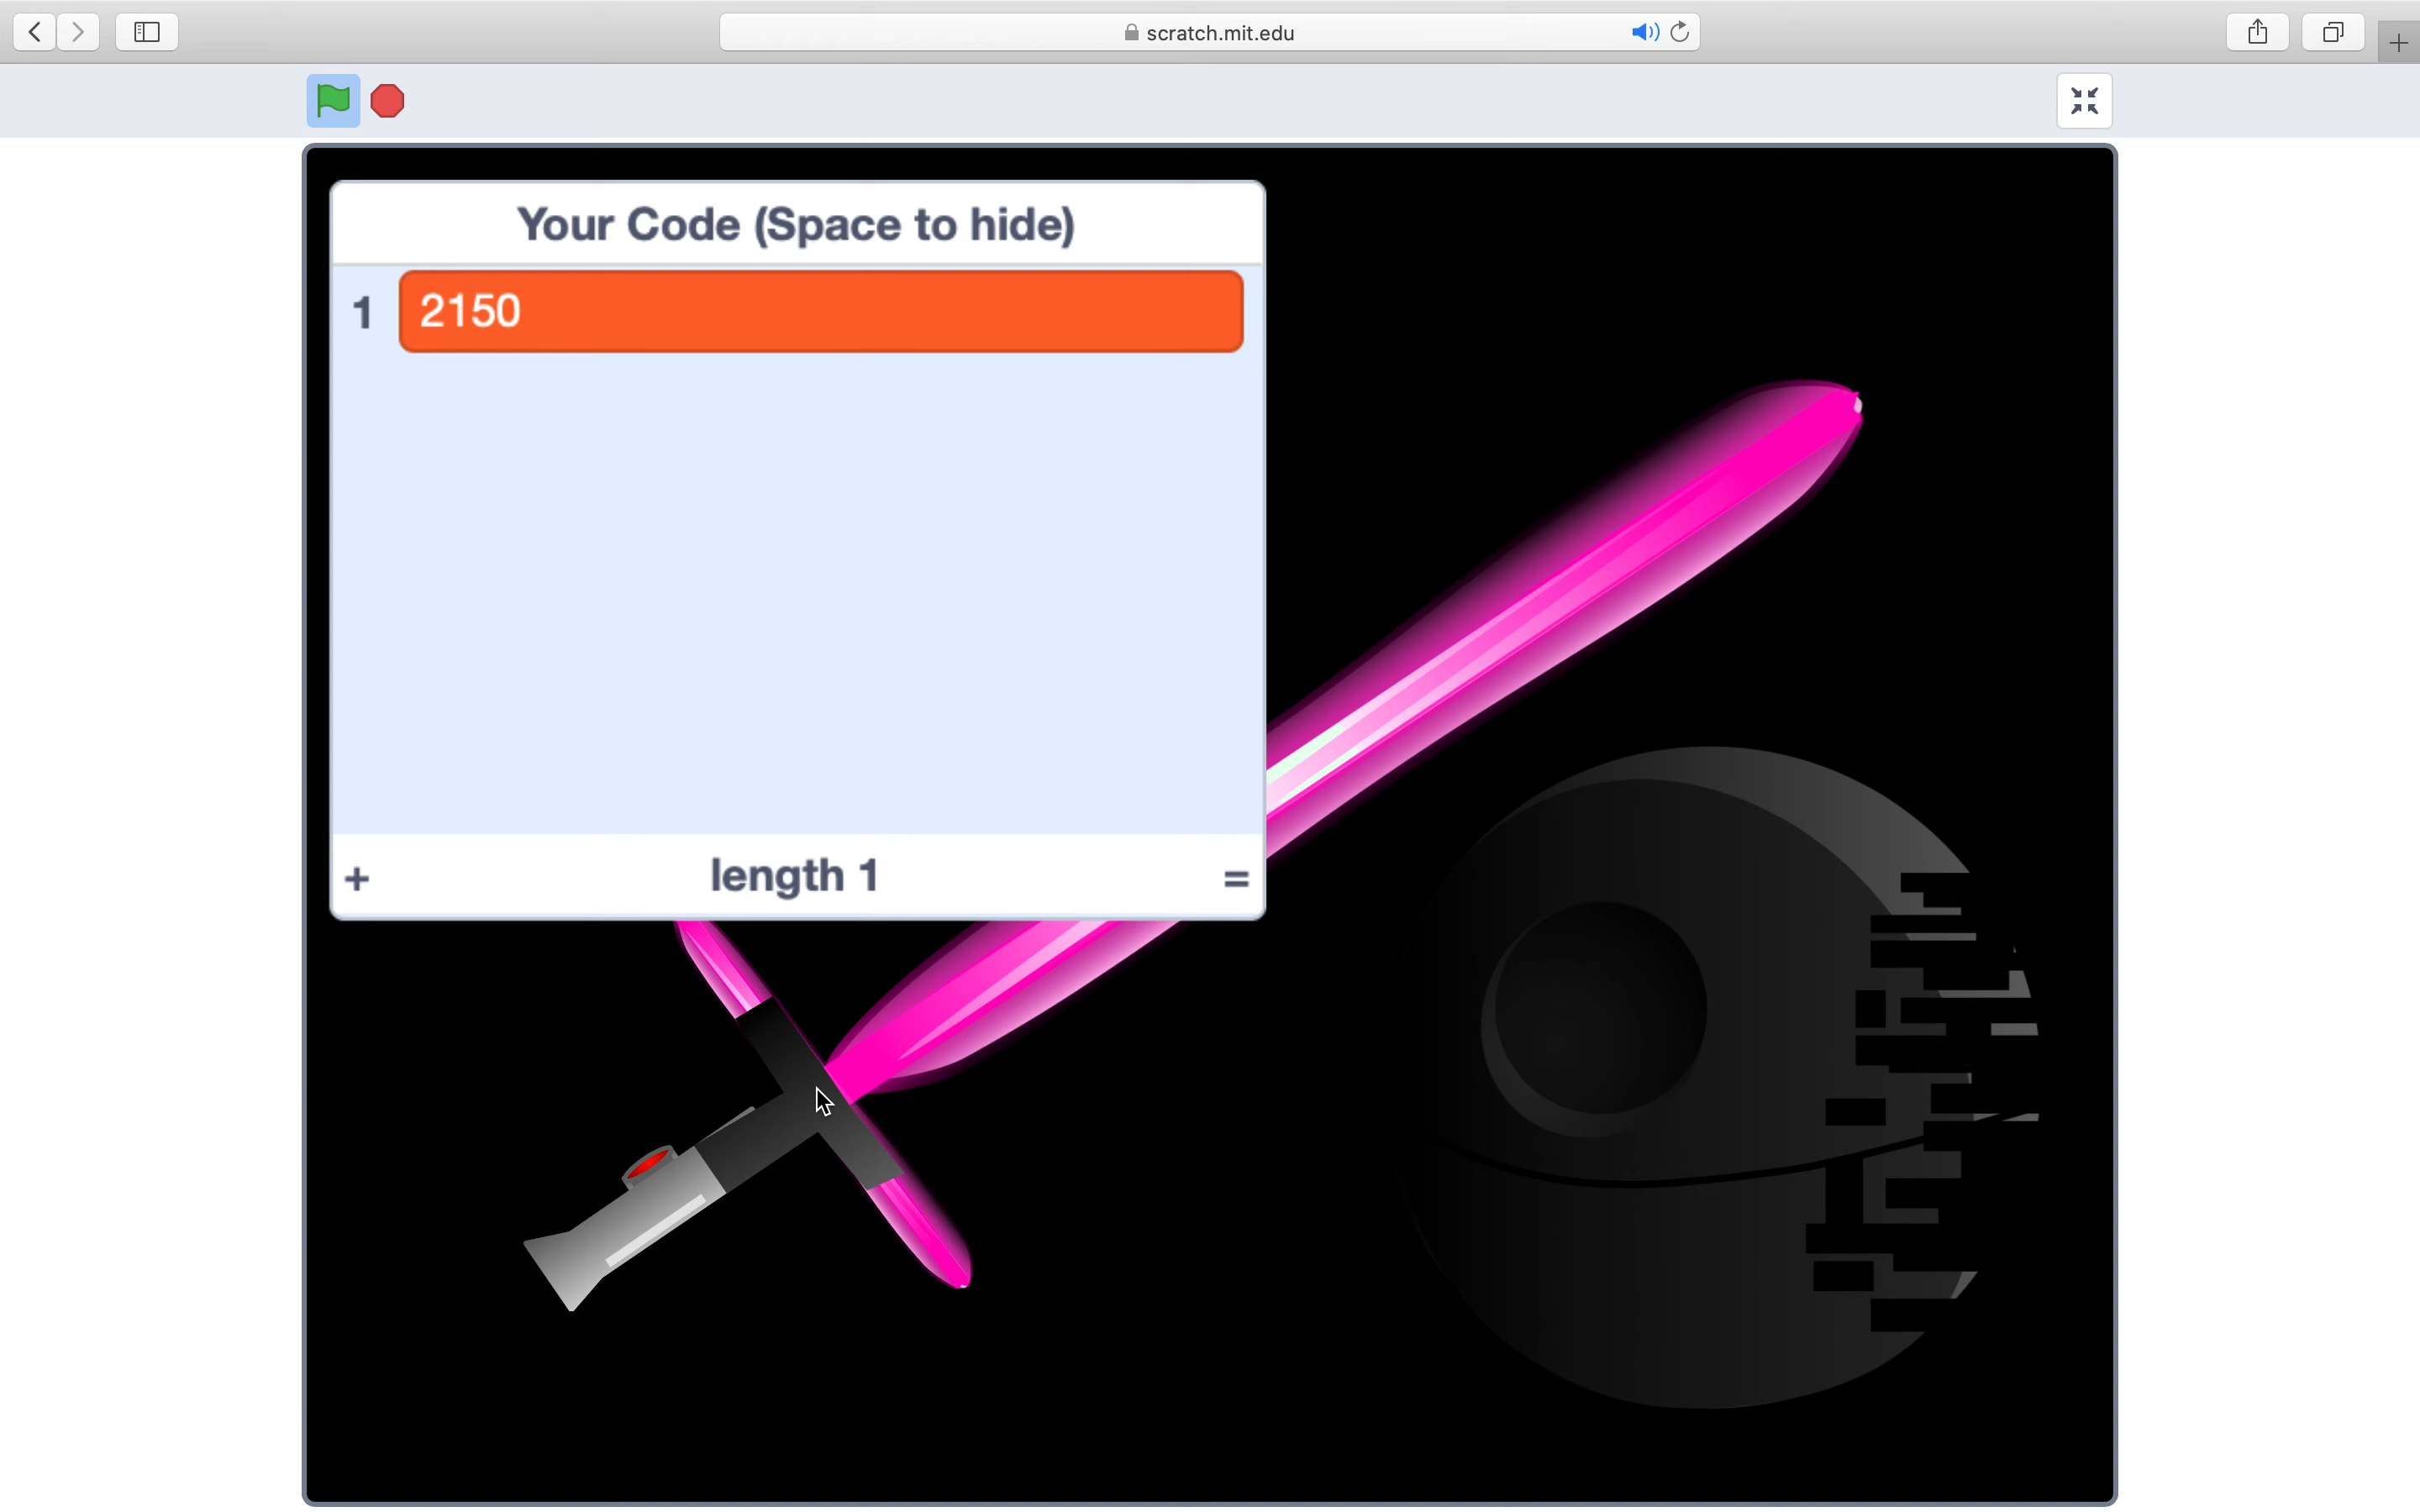 scratch.mit.edu
Your Code (Space to hide)
1 2150
+ length 1 =